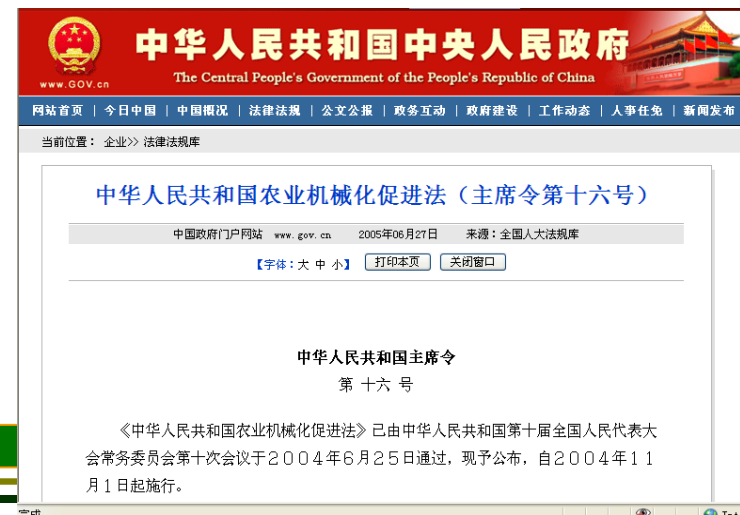 中华人民共和国中央人民政府
www.GOV.cn
The Central People's Government of the People's Republic of China
网站首页 | 今日中国 | 中国概况 | 法律法规 | 公文公报 | 政务互动 | 政府建设 | 工作动态 | 人事任免 | 新闻发布
当前位置： 企业>> 法律法规库
中华人民共和国农业机械化促进法（主席令第十六号）
中国政府门户网站 www.gov.cn 2005年06月27日 来源：全国人大法规库
【字体：大 中 小】 打印本页 关闭窗口
中华人民共和国主席令
第 十六 号
《中华人民共和国农业机械化促进法》已由中华人民共和国第十届全国人民代表大
会常务委员会第十次会议于２００４年６月２５日通过，现予公布，自２００４年１１
月１日起施行。
完成